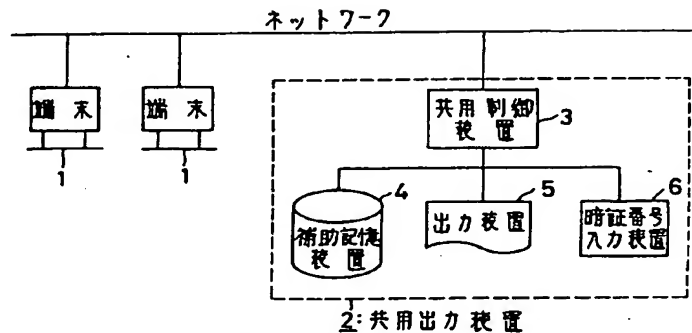 ネットワーク
端末
端末
1
1
共用制御
装置
3
4
補助記憶
装置
5
出力装置
6
暗証番号
入力装置
2:共用出力装置